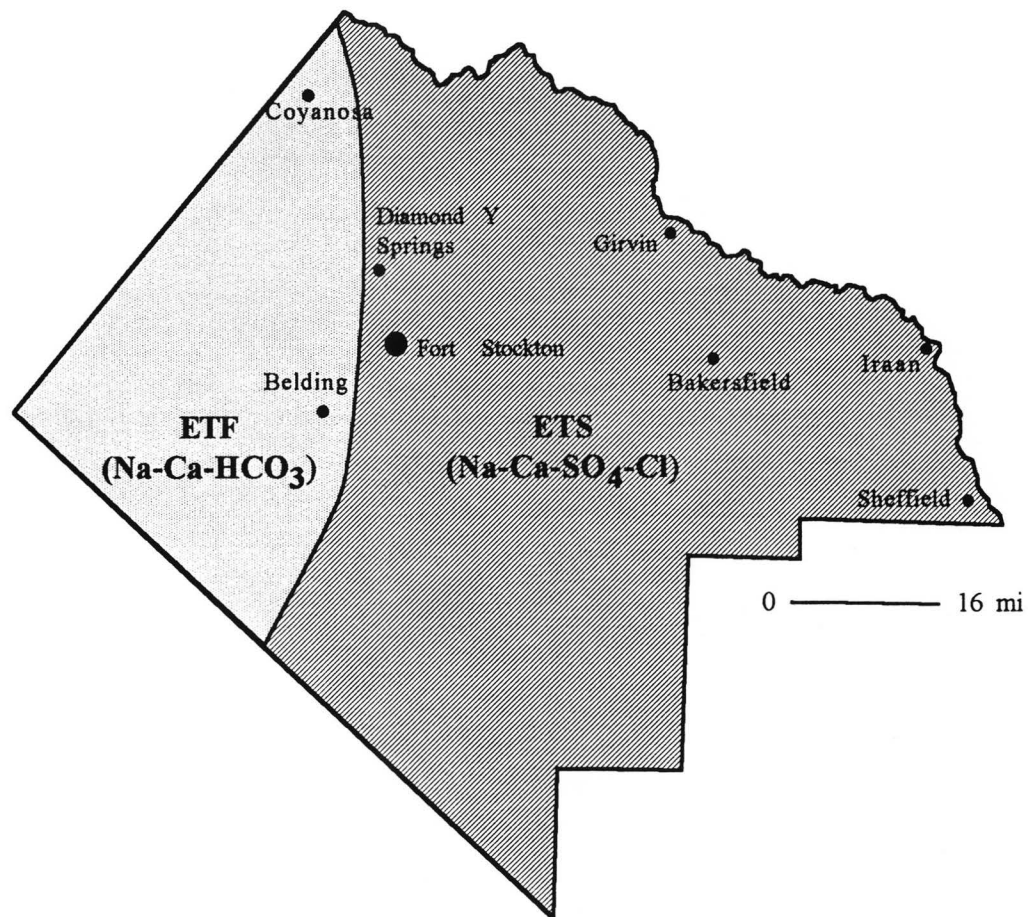 Coyanosa
Diamond Y
Springs
Girvin
Fort Stockton
Iraan
Bakersfield
Belding
ETF
(Na-Ca-HCO₃)
ETS
(Na-Ca-SO₄-Cl)
Sheffield
0 16 mi